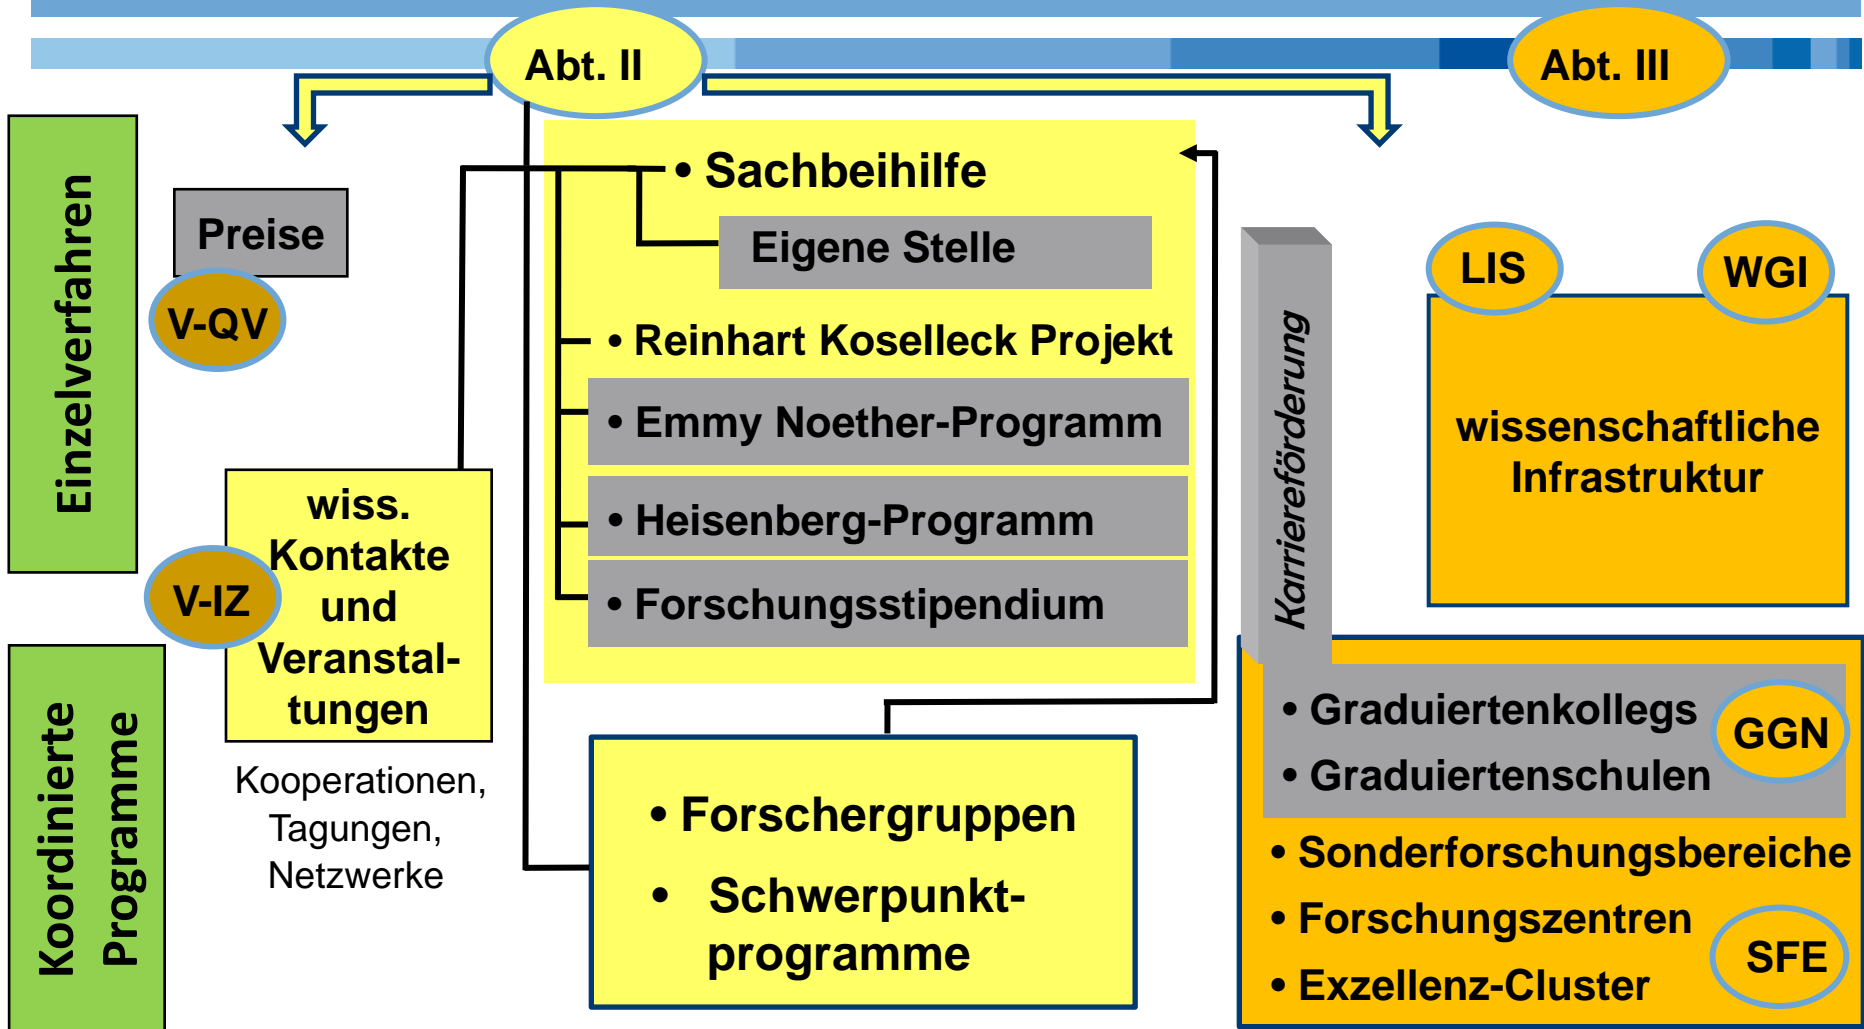 Abt. II
Abt. III
Einzelverfahren
Preise
V-QV
• Sachbeihilfe
Eigene Stelle
• Reinhart Koselleck Projekt
• Emmy Noether-Programm
• Heisenberg-Programm
• Forschungsstipendium
Karriereförderung
LIS
WGI
wissenschaftliche
Infrastruktur
V-IZ
wiss.
Kontakte
und
Veranstal-
tungen
Kooperationen,
Tagungen,
Netzwerke
Koordinierte
Programme
• Forschergruppen
• Schwerpunkt-
programme
• Graduiertenkollegs
• Graduiertenschulen
GGN
• Sonderforschungsbereiche
• Forschungszentren
• Exzellenz-Cluster
SFE